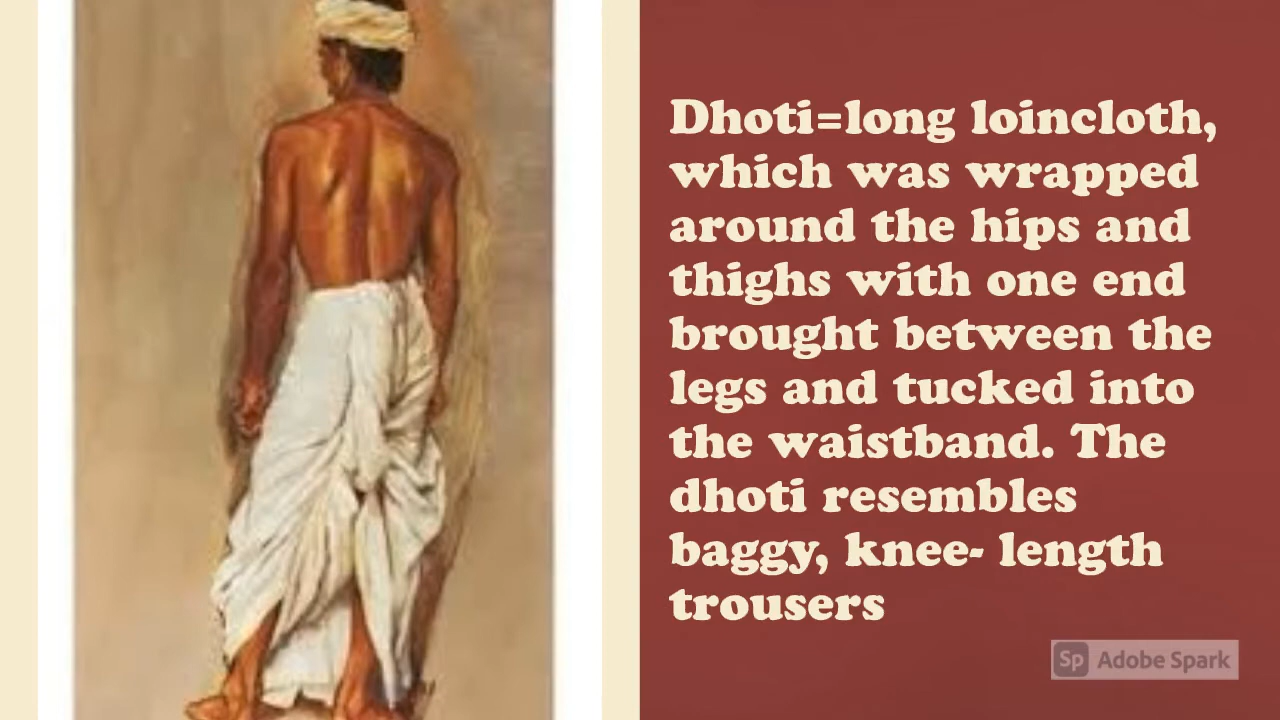 Dhoti=long loincloth,
which was wrapped
around the hips and
thighs with one end
brought between the
legs and tucked into
the waistband. The
dhoti resembles
baggy, knee- length
trousers
Sp Adobe Spark